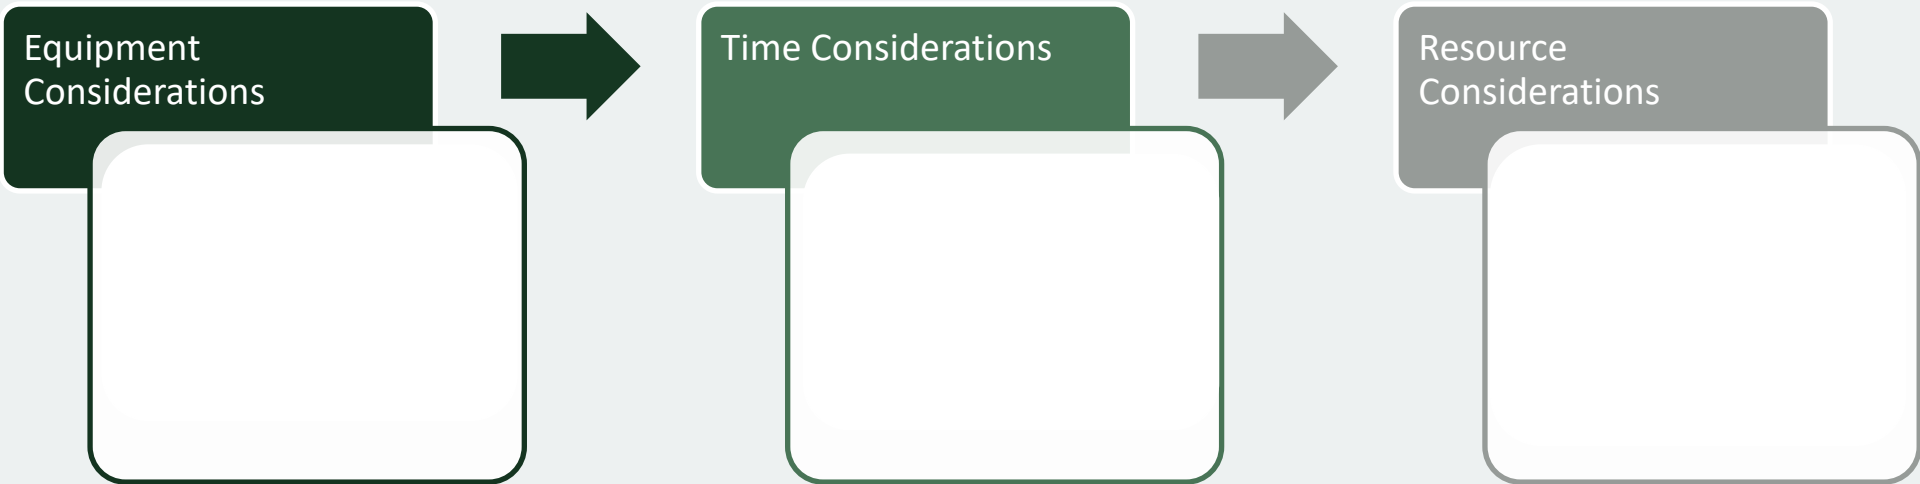 Equipment
Considerations
Time Considerations
Resource
Considerations